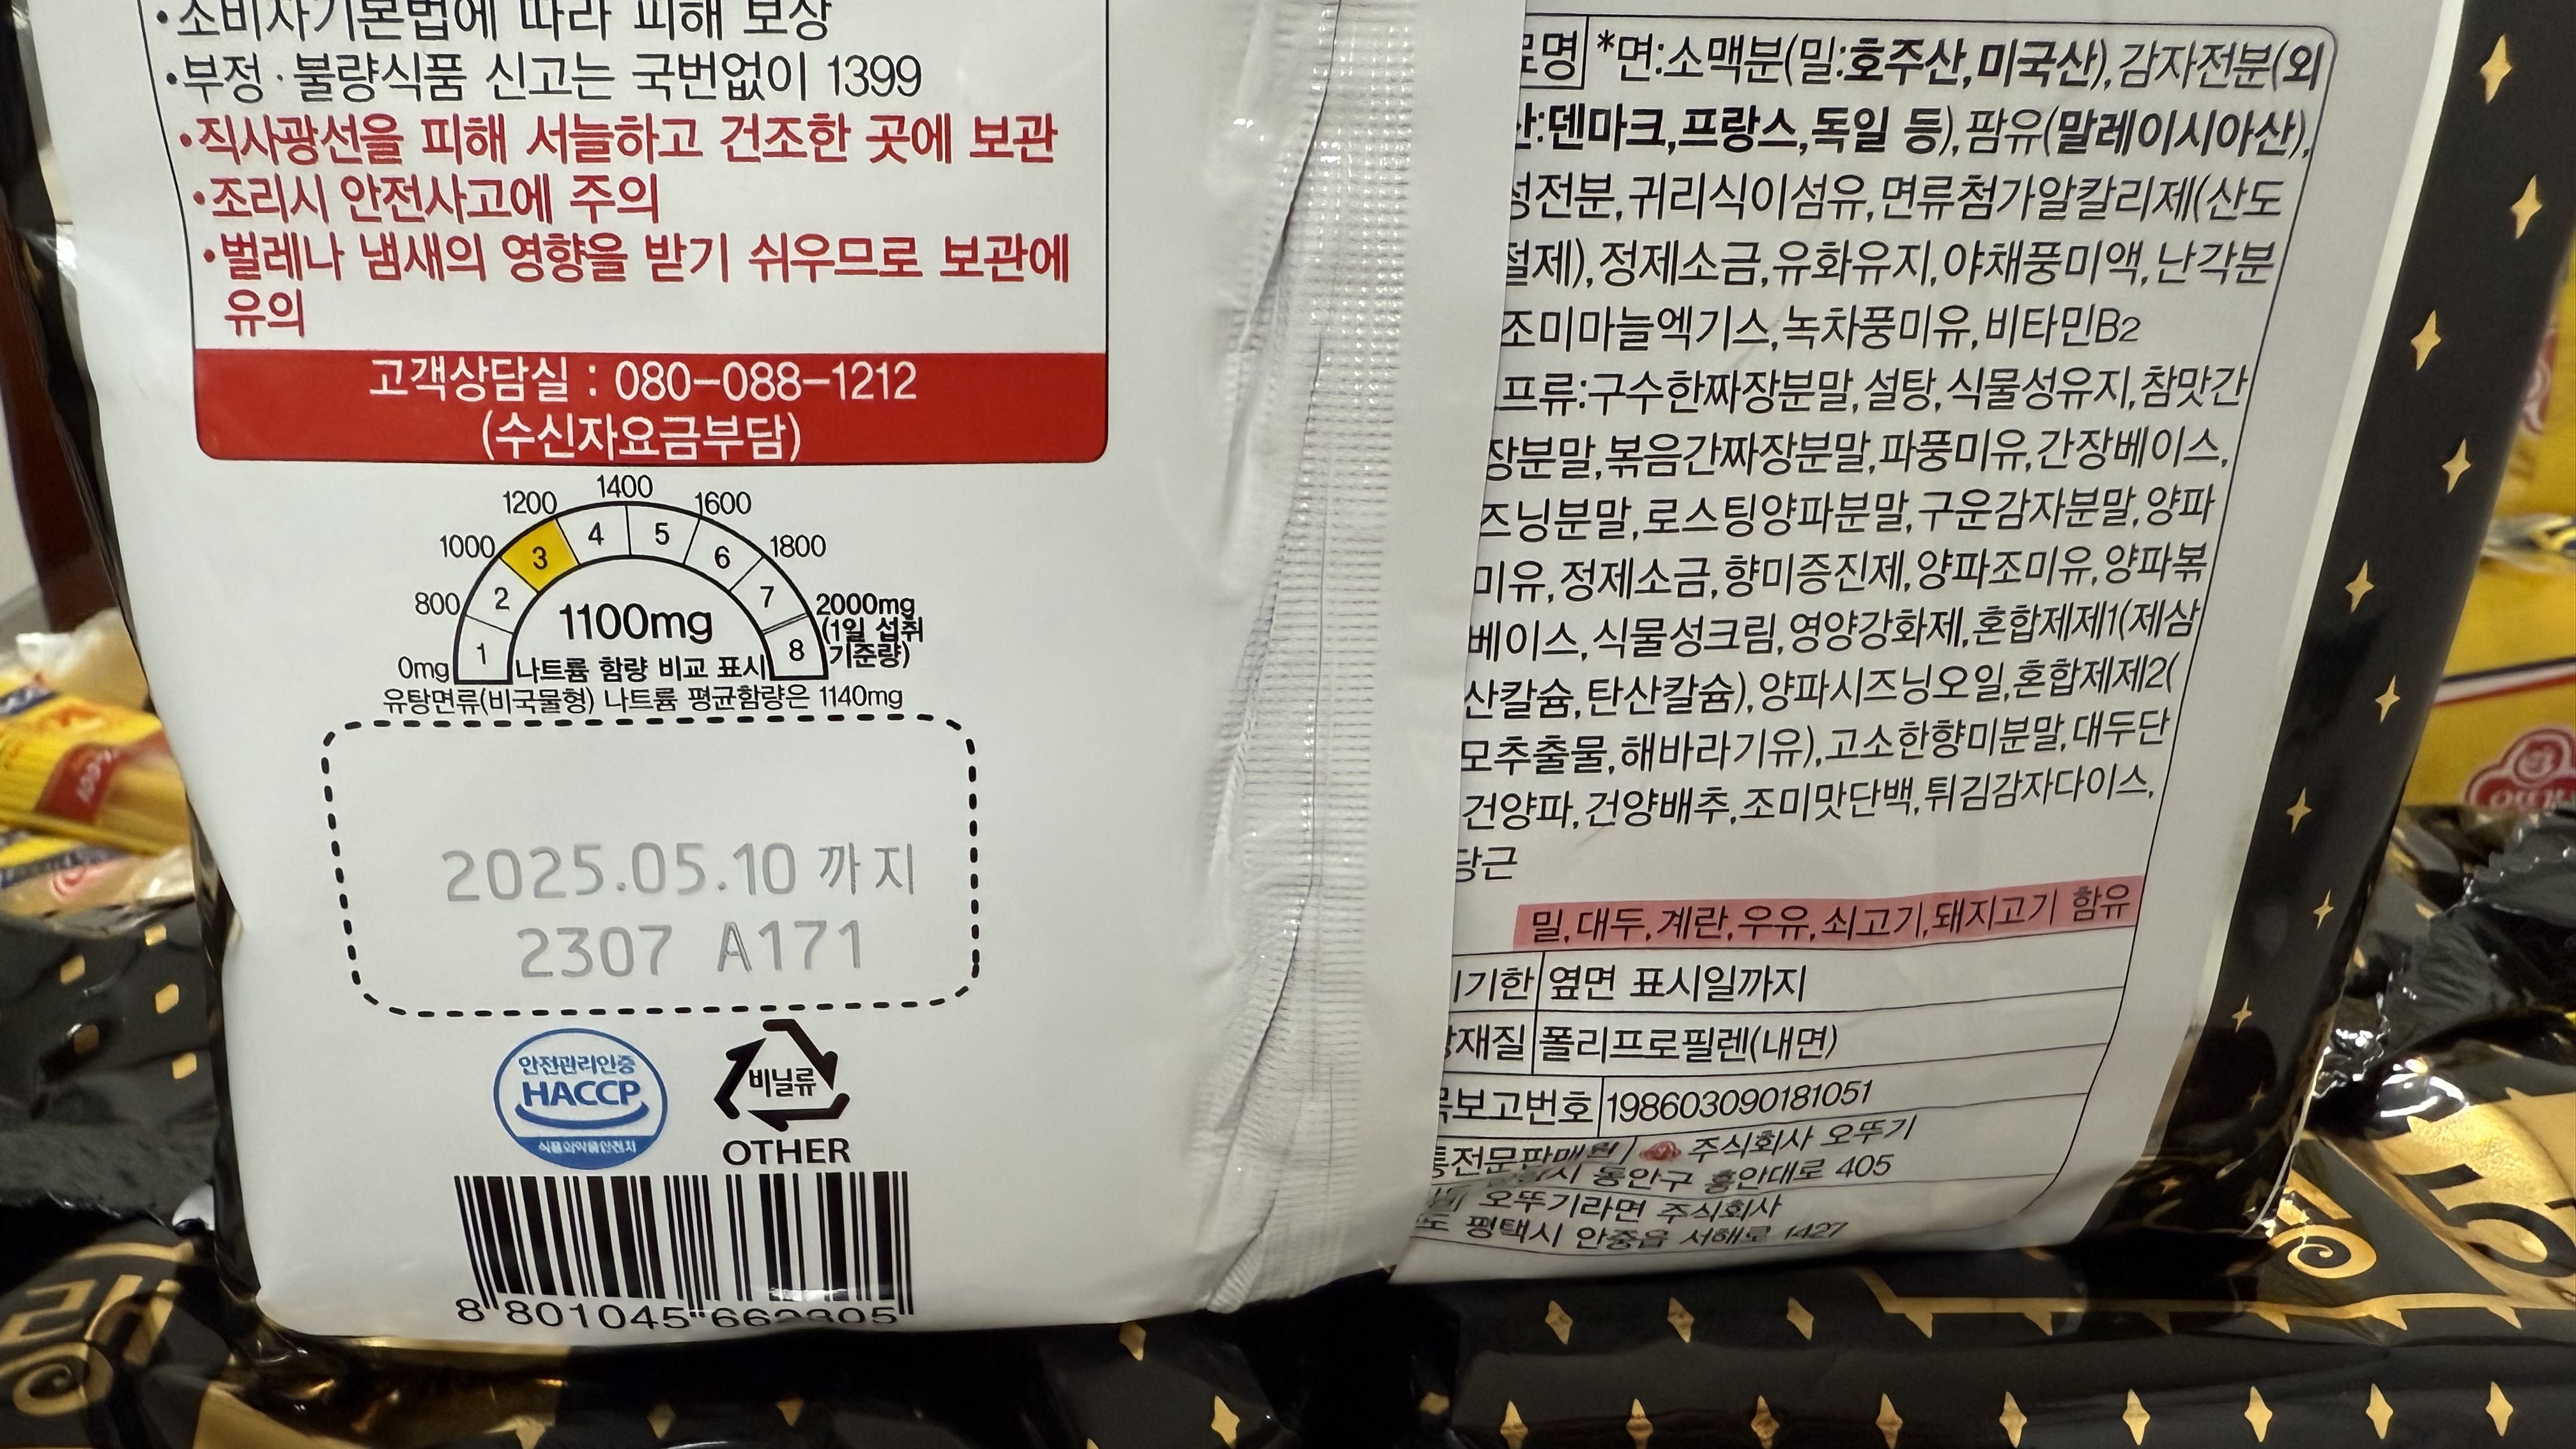 •소비자기본법에 따라 피해 보상
•부정·불량식품 신고는 국번없이 1399
•직사광선을 피해 서늘하고 건조한 곳에 보관
•조리시 안전사고에 주의
•벌레나 냄새의 영향을 받기 쉬우므로 보관에
유의
고객상담실 : 080-088-1212
(수신자요금부담)
0mg 800 1000 1200 1400 1600 1800 2000mg
(1일 섭취
기준량)
1 2 3 4 5 6 7 8
1100mg
나트륨 함량 비교 표시
유탕면류(비국물형) 나트륨 평균함량은 1140mg
2025.05.10 까지
2307 A171
안전관리인증
HACCP
식품의약품안전처
비닐류
OTHER
8 801045
*면:소맥분(밀:호주산,미국산),감자전분(외
산:덴마크,프랑스,독일 등),팜유(말레이시아산),
성전분,귀리식이섬유,면류첨가알칼리제(산도
절제),정제소금,유화유지,야채풍미액,난각분
조미마늘엑기스,녹차풍미유,비타민B2
프류:구수한짜장분말,설탕,식물성유지,참맛간
장분말,볶음간짜장분말,파풍미유,간장베이스,
즈닝분말,로스팅양파분말,구운감자분말,양파
미유,정제소금,향미증진제,양파조미유,양파볶
베이스,식물성크림,영양강화제,혼합제제1(제삼
산칼슘,탄산칼슘),양파시즈닝오일,혼합제제2(
모추출물,해바라기유),고소한향미분말,대두단
건양파,건양배추,조미맛단백,튀김감자다이스,
당근
밀,대두,계란,우유,쇠고기,돼지고기 함유
기한 옆면 표시일까지
재질 폴리프로필렌(내면)
보고번호 198603090181051
전문판매원 주식회사 오뚜기
시 동안구 흥안대로 405
오뚜기라면 주식회사
평택시 안중읍 서해로 1427